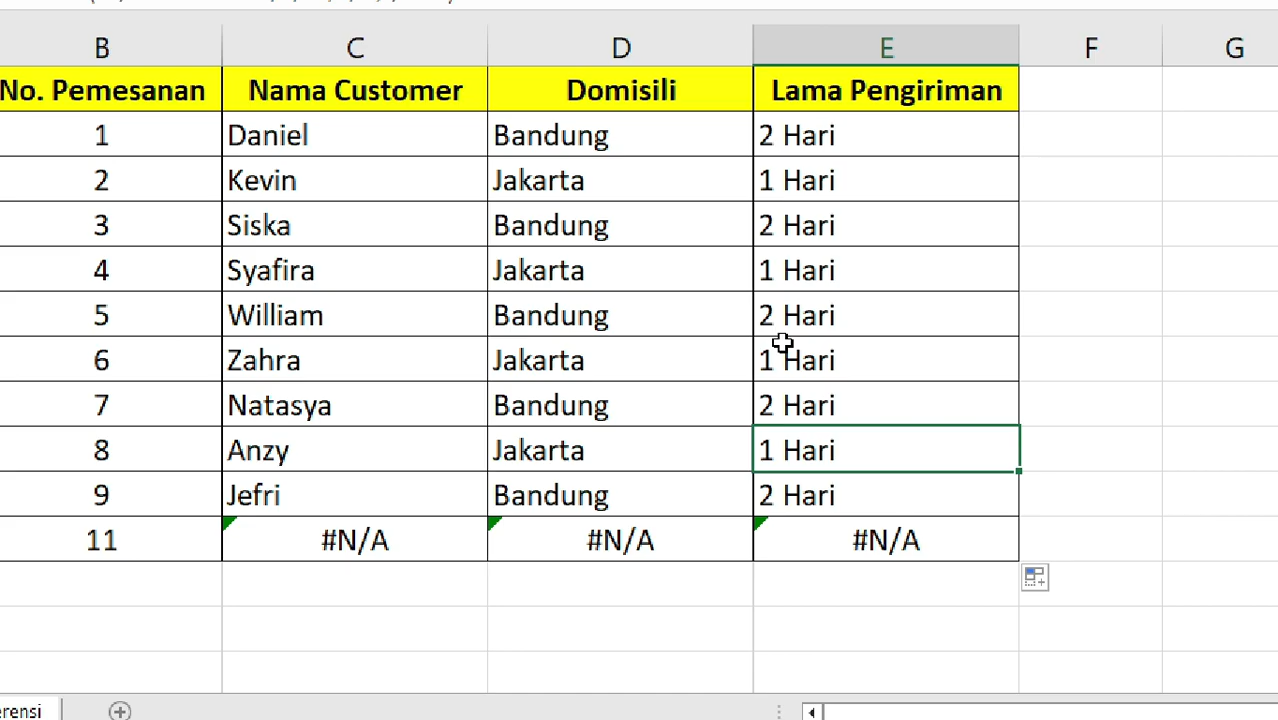 B C D E F G
No. Pemesanan Nama Customer Domisili Lama Pengiriman
1 Daniel Bandung 2 Hari
2 Kevin Jakarta 1 Hari
3 Siska Bandung 2 Hari
4 Syafira Jakarta 1 Hari
5 William Bandung 2 Hari
6 Zahra Jakarta 1 Hari
7 Natasya Bandung 2 Hari
8 Anzy Jakarta 1 Hari
9 Jefri Bandung 2 Hari
11 #N/A #N/A #N/A
erensi